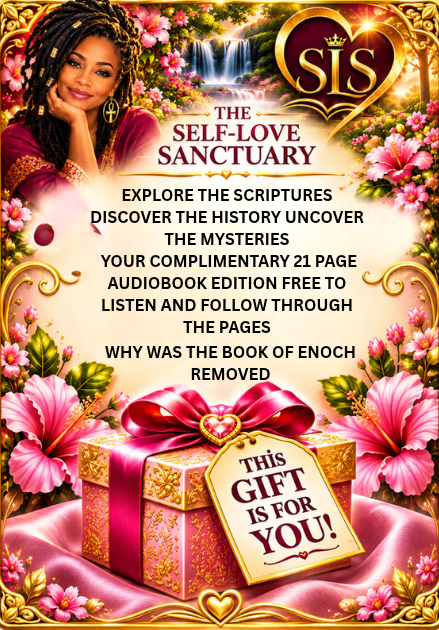 SLS
THE
SELF-LOVE
SANCTUARY
EXPLORE THE SCRIPTURES
DISCOVER THE HISTORY UNCOVER
THE MYSTERIES
YOUR COMPLIMENTARY 21 PAGE
AUDIOBOOK EDITION FREE TO
LISTEN AND FOLLOW THROUGH
THE PAGES
WHY WAS THE BOOK OF ENOCH
REMOVED
THIS
GIFT
IS FOR
YOU!